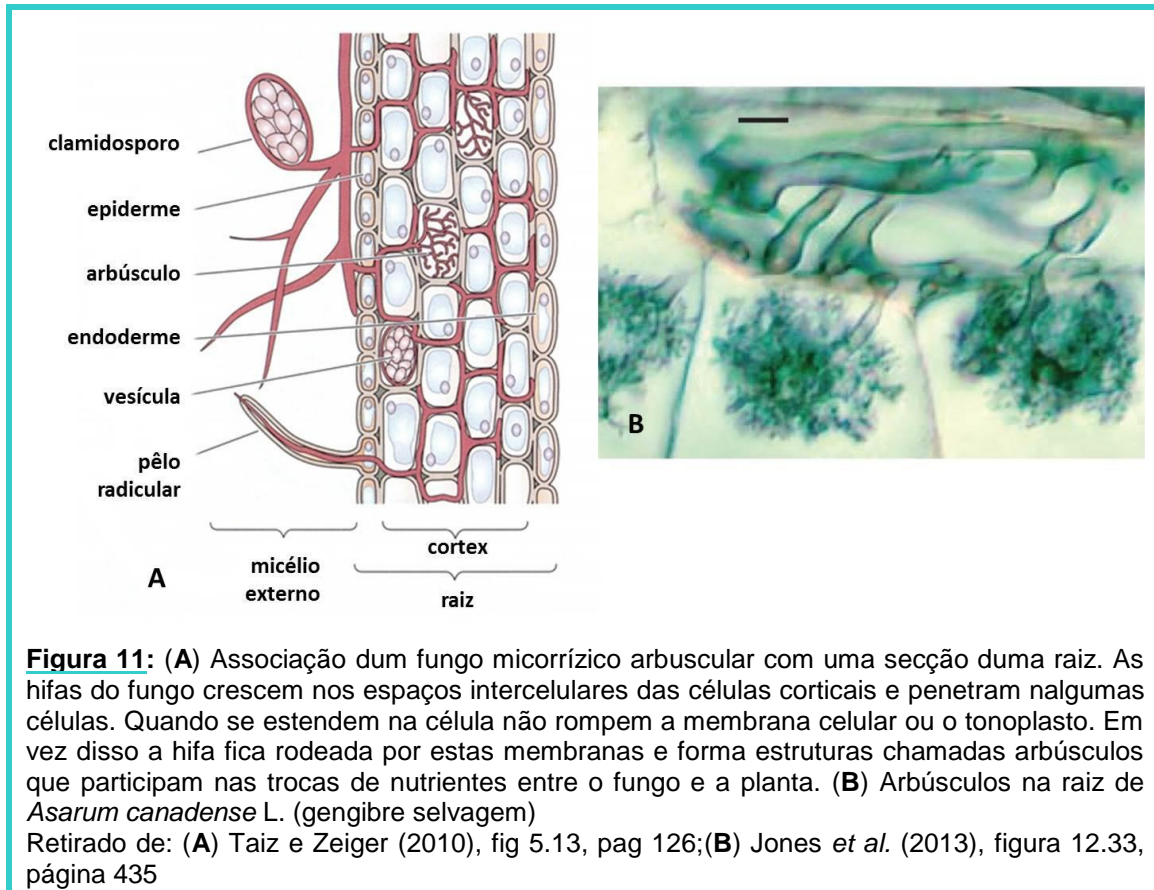 clamidosporo
epiderme
arbúsculo
endoderme
vesícula
pêlo
radicular
A
micélio
externo
cortex
raiz
B
Figura 11: (A) Associação dum fungo micorrízico arbuscular com uma secção duma raiz. As
hifas do fungo crescem nos espaços intercelulares das células corticais e penetram nalgumas
células. Quando se estendem na célula não rompem a membrana celular ou o tonoplasto. Em
vez disso a hifa fica rodeada por estas membranas e forma estruturas chamadas arbúsculos
que participam nas trocas de nutrientes entre o fungo e a planta. (B) Arbúsculos na raiz de
Asarum canadense L. (gengibre selvagem)
Retirado de: (A) Taiz e Zeiger (2010), fig 5.13, pag 126;(B) Jones et al. (2013), figura 12.33,
página 435